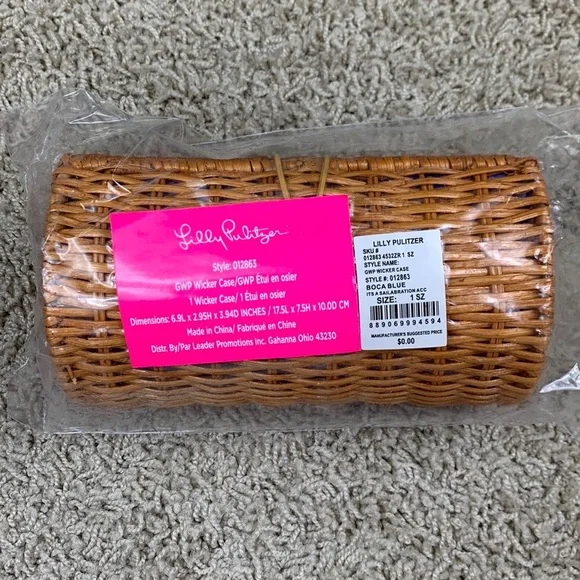 Lilly Pulitzer
Style: 012863
GWP Wicker Case/GWP Étui en osier
1 Wicker Case/1 Étui en osier
Dimensions: 6.9L x 2.95H x 3.94D INCHES / 17.5L x 7.5H x 10.0D CM
Made in China/ Fabriqué en Chine
Distr. By/Par Leader Promotions Inc. Gahanna Ohio 43230
LILLY PULITZER
SKU #
012863 4532ZR 1 SZ
STYLE NAME:
GWP WICKER CASE
STYLE #: 012863
BOCA BLUE
ITS A SAILABRATION ACC
SIZE: 1 SZ
889069994594
MANUFACTURER'S SUGGESTED PRICE
$0.00